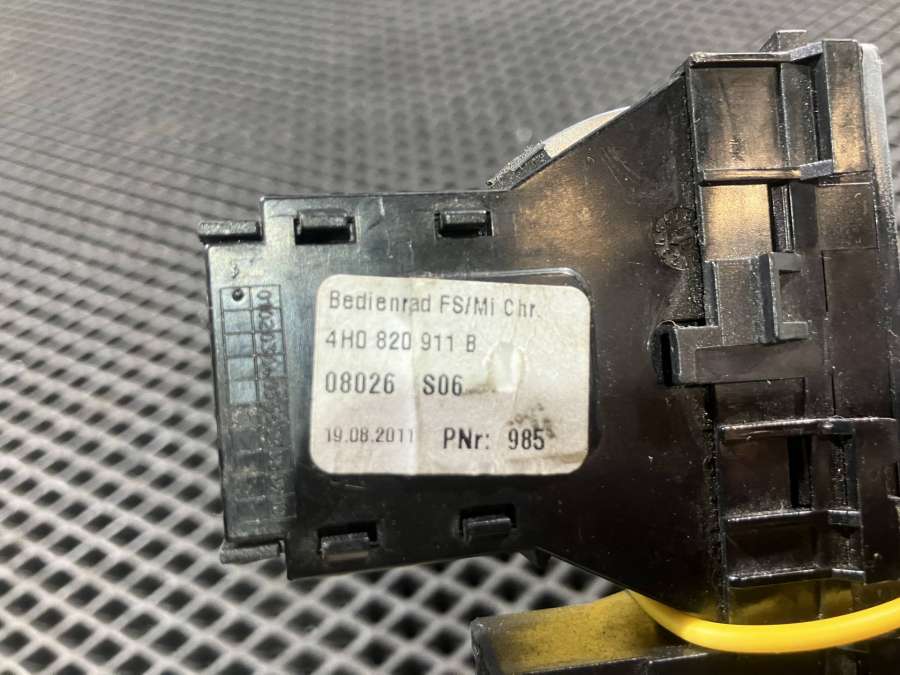 Bedienrad FS/Mi Chr.
4H0 820 911 B
08026 S06
19.08.2011 PNr: 985